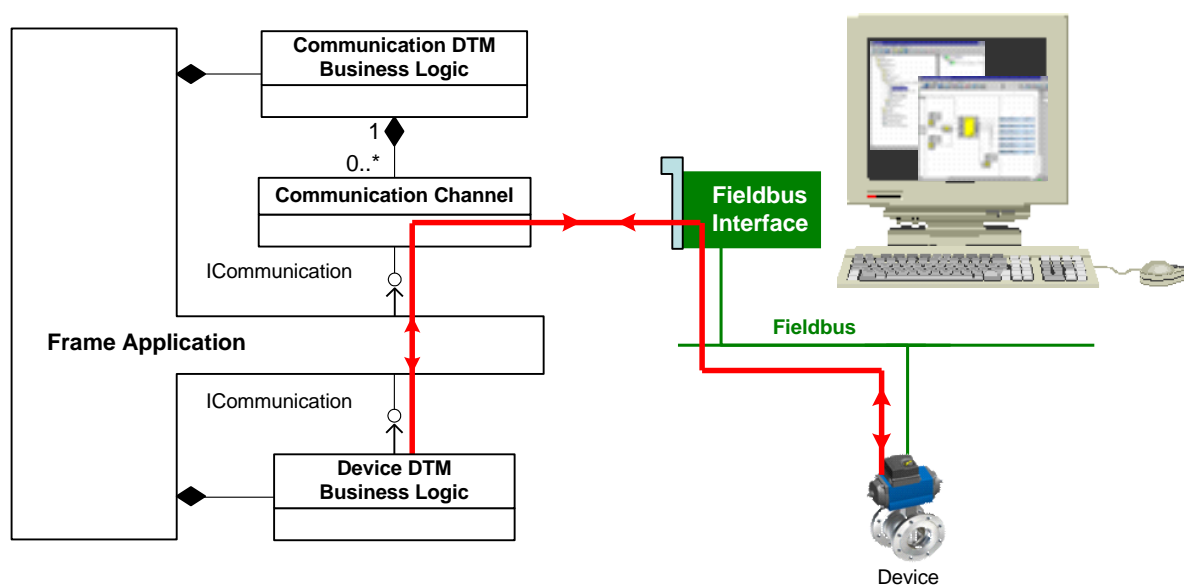 Communication DTM
Business Logic
1
0..*
Communication Channel
Fieldbus
Interface
ICommunication
Frame Application
Fieldbus
ICommunication
Device DTM
Business Logic
Device